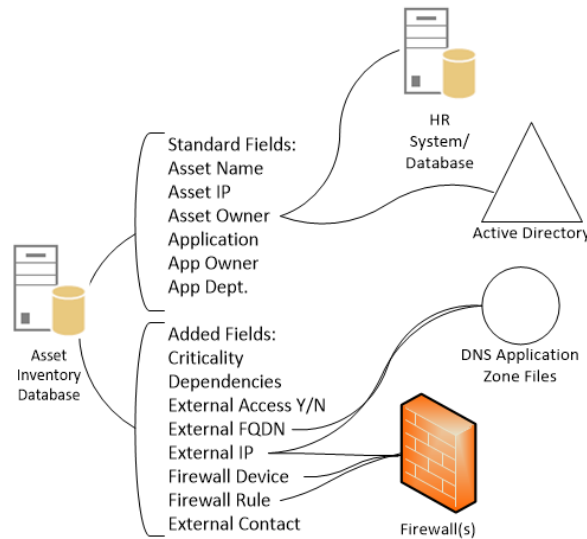 HR
System/
Database
Standard Fields:
Asset Name
Asset IP
Asset Owner
Application
App Owner
App Dept.
Active Directory
Asset
Inventory
Database
Added Fields:
Criticality
Dependencies
External Access Y/N
External FQDN
External IP
Firewall Device
Firewall Rule
External Contact
DNS Application
Zone Files
Firewall(s)